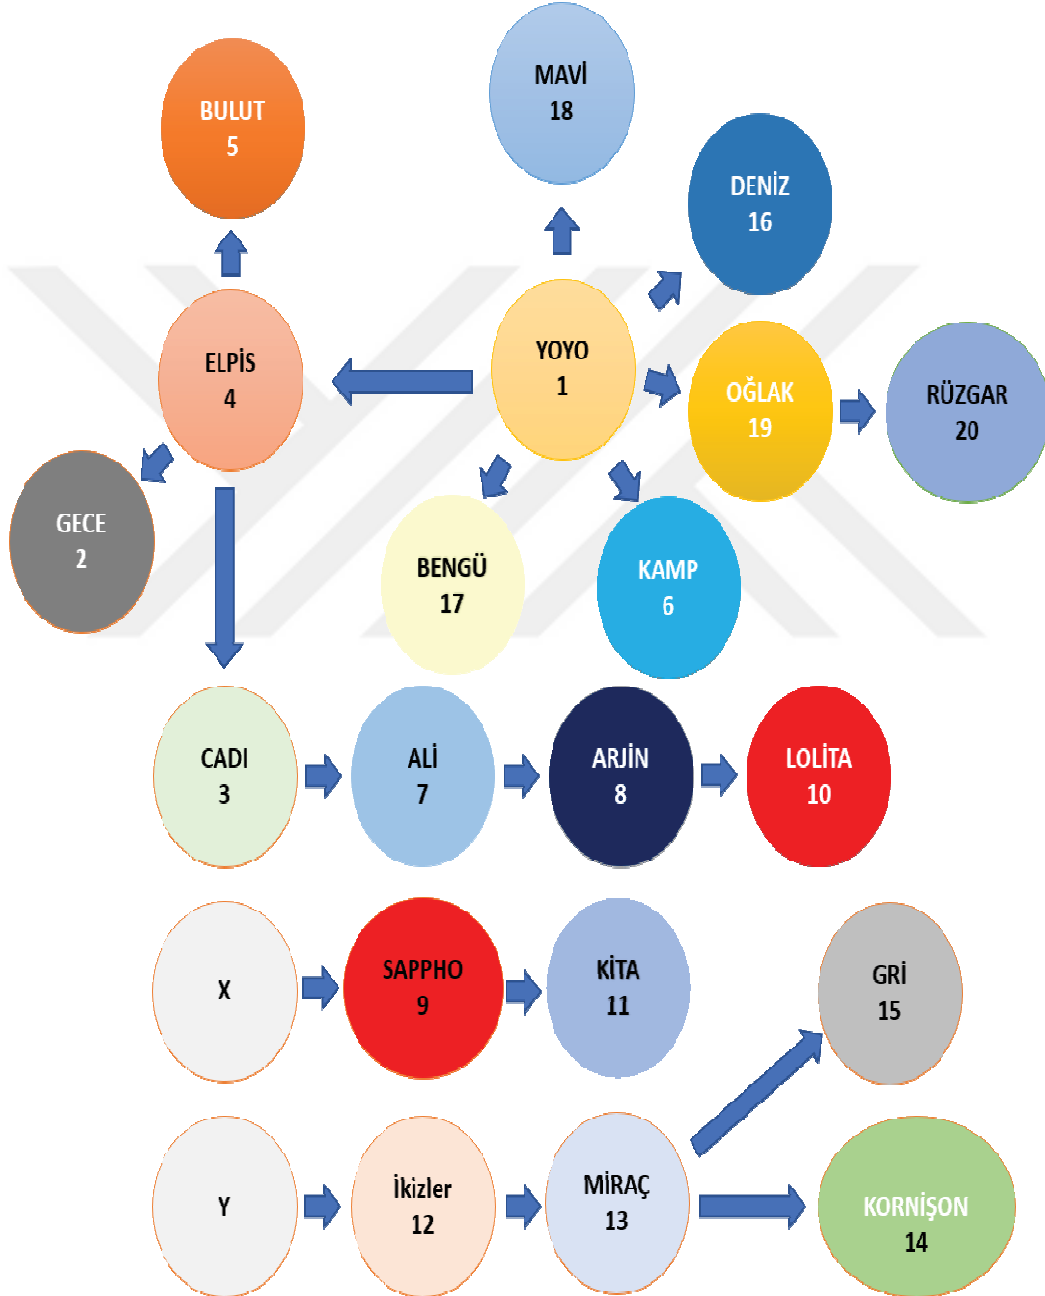 MAVİ
18
BULUT
5
DENİZ
16
ELPİS
4
YOYO
1
OĞLAK
19
RÜZGAR
20
GECE
2
BENGÜ
17
KAMP
6
CADI
3
ALİ
7
ARJİN
8
LOLİTA
10
X
SAPPHO
9
KİTA
11
GRİ
15
Y
İkizler
12
MİRAÇ
13
KORNİŞON
14